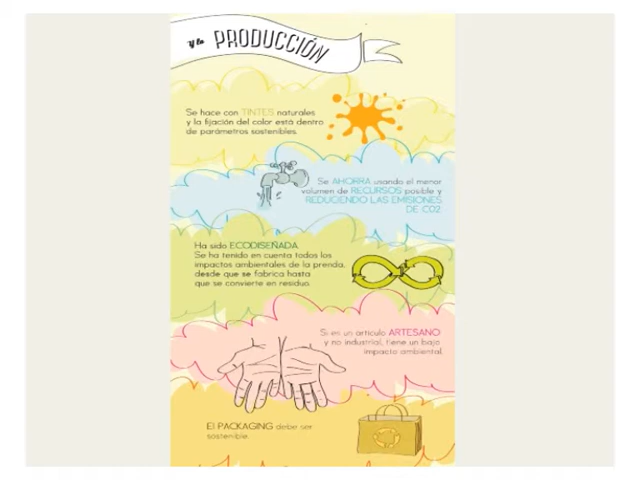 y la PRODUCCIÓN
Se hace con TINTES naturales
y la fijación del color está dentro
de parámetros sostenibles.
Se AHORRA usando el menor
volumen de RECURSOS posible y
REDUCIENDO LAS EMISIONES
DE CO2.
Ha sido ECODISEÑADA
Se ha tenido en cuenta todos los
impactos ambientales de la prenda,
desde que se fabrica hasta
que se convierte en residuo.
Si en un artículo ARTESANO
y no industrial, tiene un bajo
impacto ambiental.
El PACKAGING debe ser
sostenible.